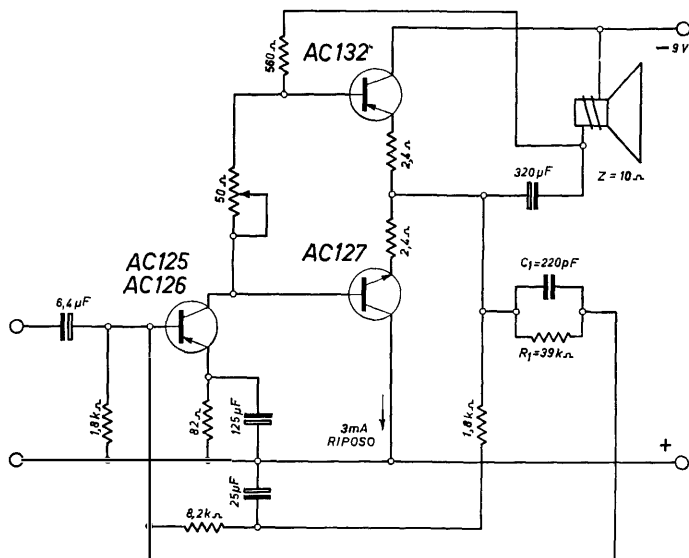 560Ω
AC132
− 9V
50Ω
2,4Ω
320µF
Z = 10Ω
2,4Ω
AC127
AC125
AC126
6,4µF
C₁=220pF
R₁=39kΩ
1,8kΩ
82Ω
125µF
3mA
RIPOSO
1,8kΩ
+
25µF
8,2kΩ